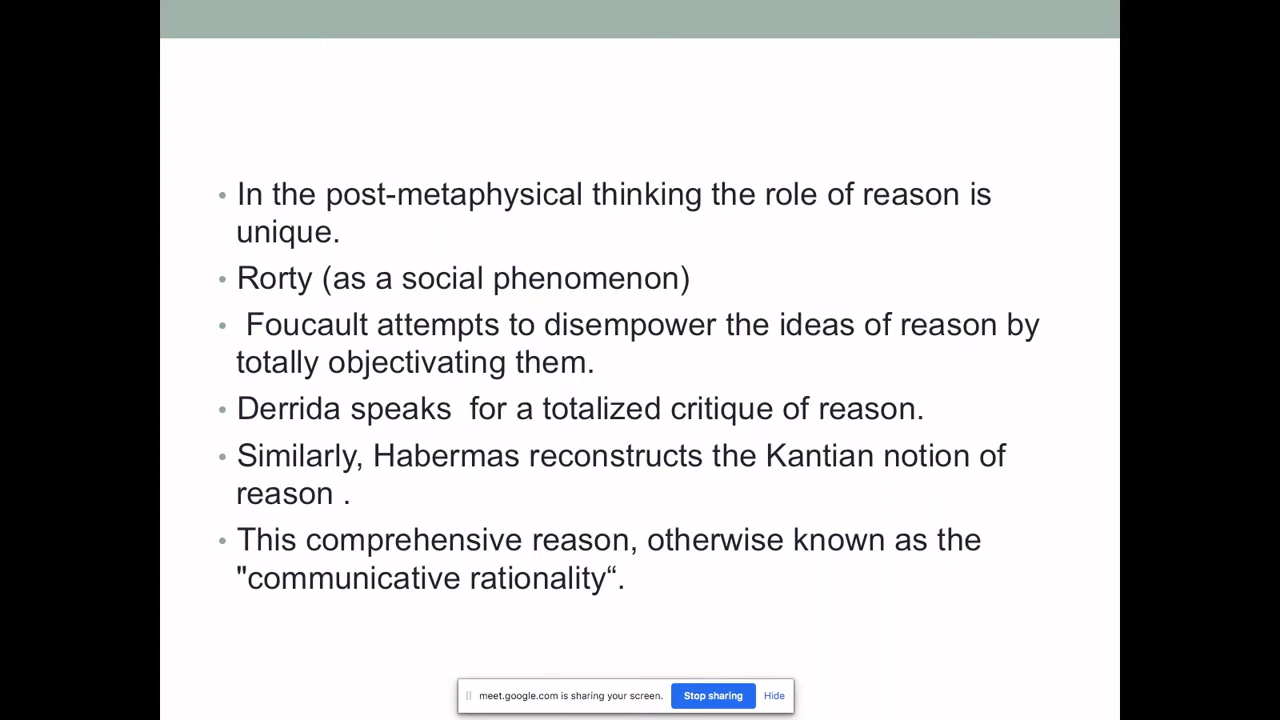 • In the post-metaphysical thinking the role of reason is
unique.
• Rorty (as a social phenomenon)
• Foucault attempts to disempower the ideas of reason by
totally objectivating them.
• Derrida speaks  for a totalized critique of reason.
• Similarly, Habermas reconstructs the Kantian notion of
reason .
• This comprehensive reason, otherwise known as the
"communicative rationality“.
meet.google.com is sharing your screen. Stop sharing Hide